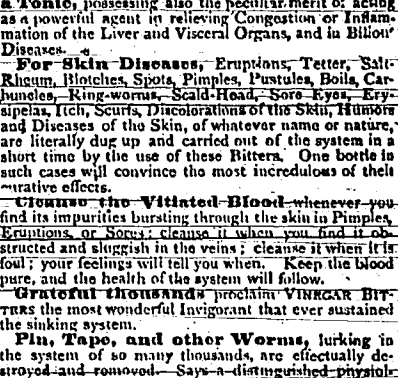 a Tonic, possessing also the peculiar merit of acting
as a powerful agent in relieving Congestion or Inflam-
mation of the Liver and Visceral Organs, and in Bilious
Diseases.
For Skin Diseases, Eruptions, Tetter, Salt-
Rheum, Blotches, Spots, Pimples, Pustules, Boils, Car-
buncles, Ring-worms, Scald-Head, Sore Eyes, Ery-
sipelas, Itch, Scurfs, Discolorations of the Skin, Humors
and Diseases of the Skin, of whatever name or nature,
are literally dug up and carried out of the system in a
short time by the use of these Bitters. One bottle in
such cases will convince the most incredulous of their
curative effects.
Cleanse the Vitiated Blood whenever you
find its impurities bursting through the skin in Pimples,
Eruptions, or Sores; cleanse it when you find it ob-
structed and sluggish in the veins; cleanse it when it is
foul; your feelings will tell you when. Keep the blood
pure, and the health of the system will follow.
Grateful thousands proclaim VINEGAR BIT-
TERS the most wonderful Invigorant that ever sustained
the sinking system.
Pin, Tape, and other Worms, lurking in
the system of so many thousands, are effectually de-
stroyed and removed. Says a distinguished physiol-